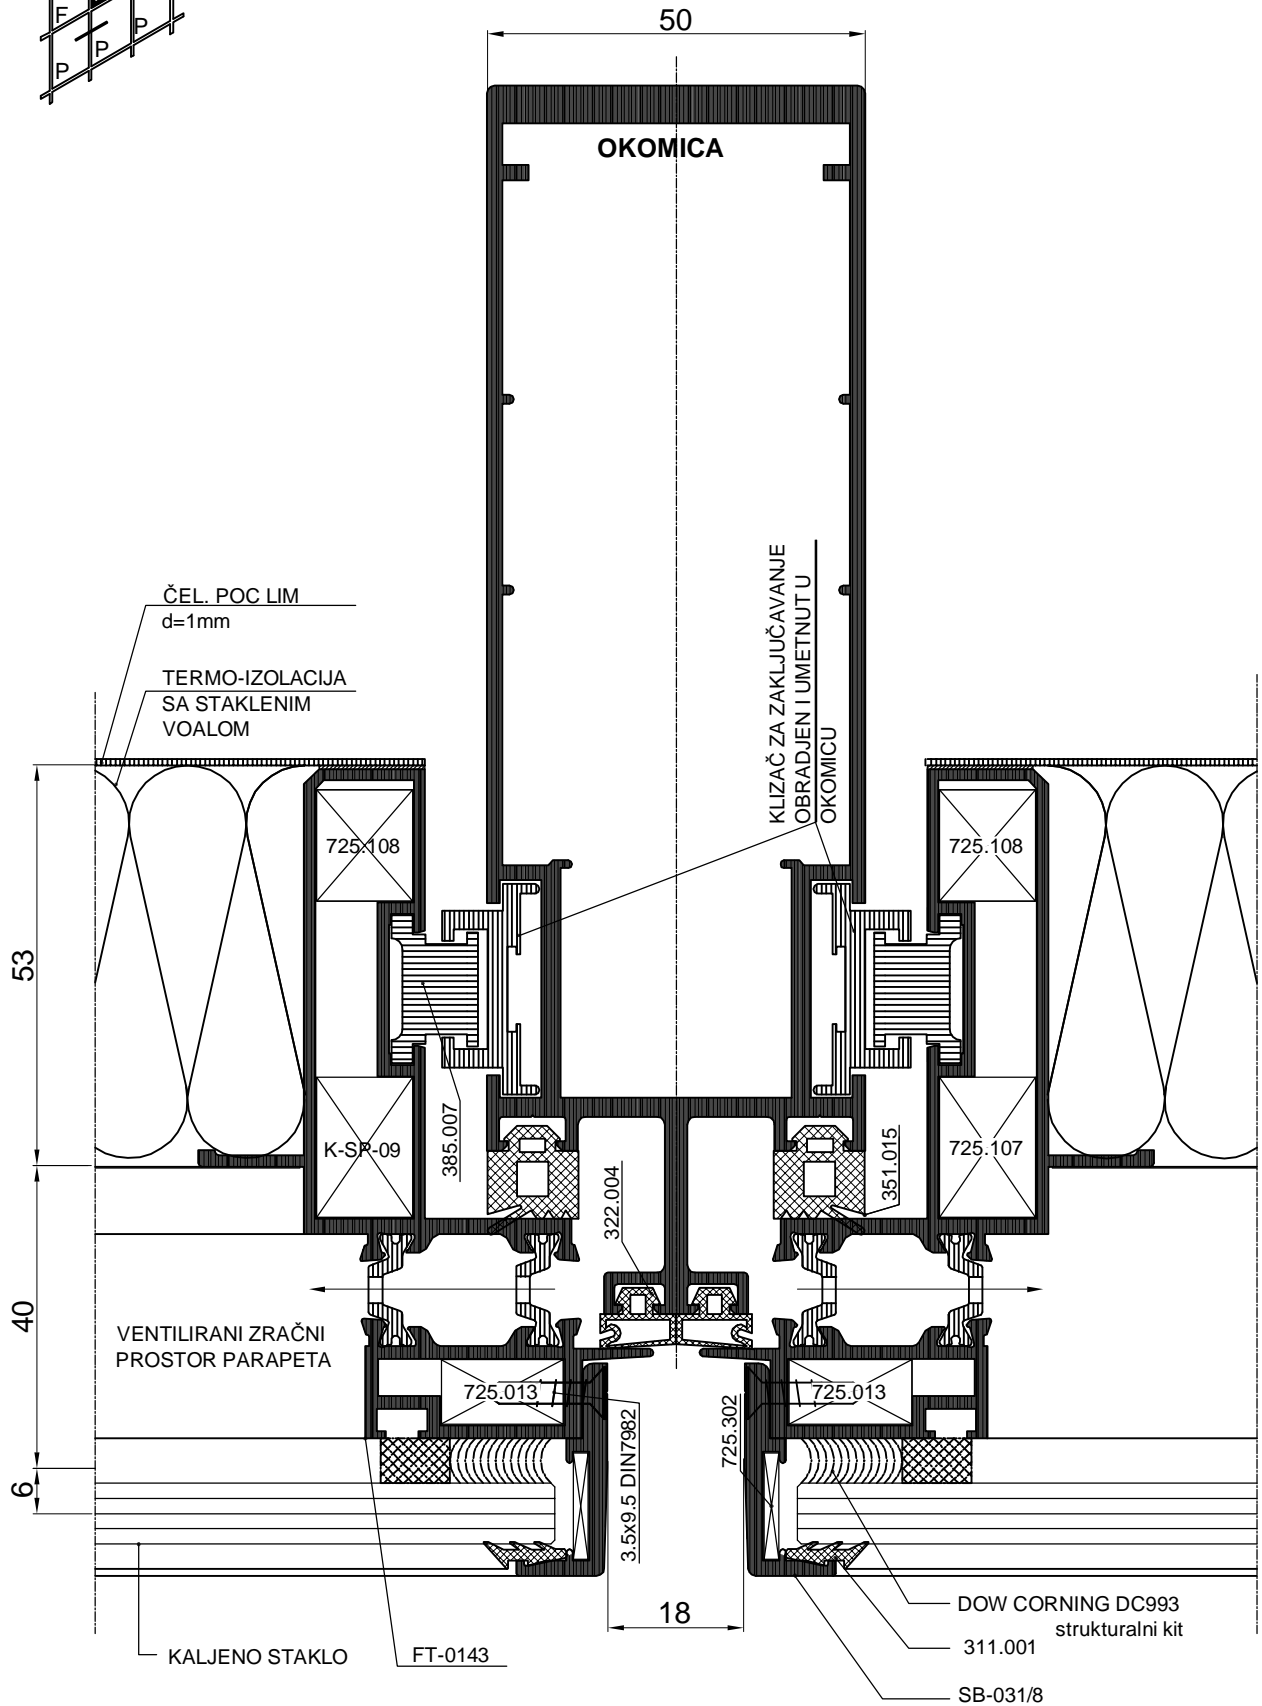 F
P
P
P
50
OKOMICA
ČEL. POC LIM
d=1mm
TERMO-IZOLACIJA
SA STAKLENIM
VOALOM
KLIZAČ ZA ZAKLJUČAVANJE
OBRADJEN I UMETNUT U
OKOMICU
725.108
725.108
53
385.007
K-SP-09
725.107
351.015
322.004
40
VENTILIRANI ZRAČNI
PROSTOR PARAPETA
725.013
725.013
3.5x9.5 DIN7982
725.302
6
18
DOW CORNING DC993
strukturalni kit
311.001
KALJENO STAKLO
FT-0143
SB-031/8